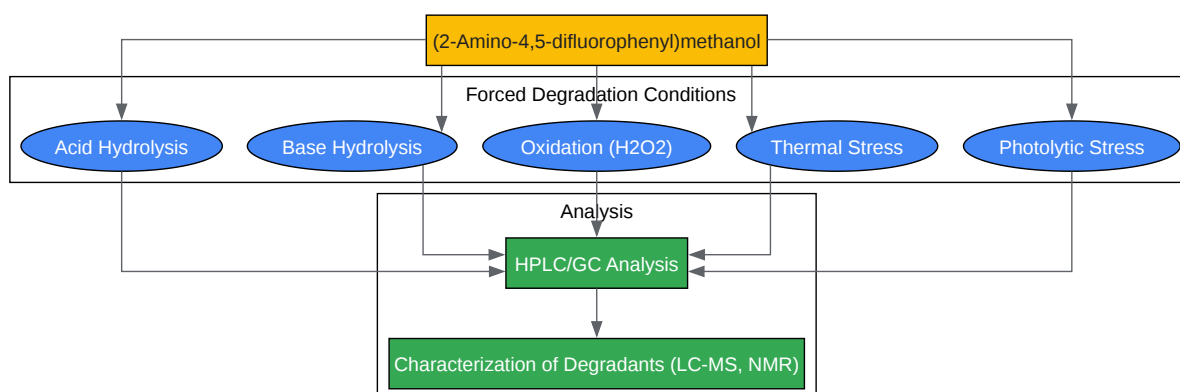 (2-Amino-4,5-difluorophenyl)methanol
Forced Degradation Conditions
Acid Hydrolysis
Base Hydrolysis
Oxidation (H2O2)
Thermal Stress
Photolytic Stress
Analysis
HPLC/GC Analysis
Characterization of Degradants (LC-MS, NMR)